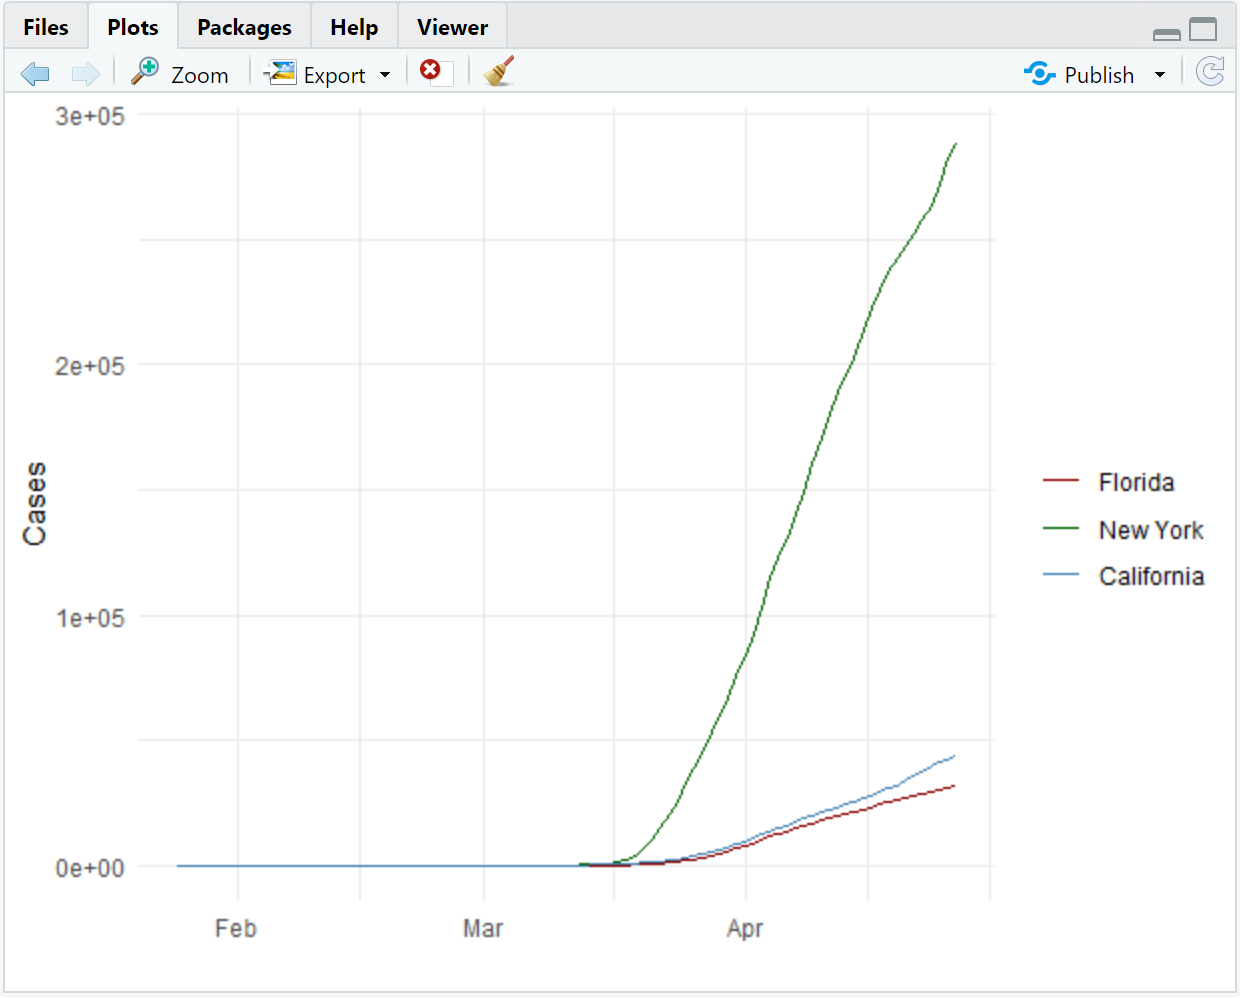 Files Plots Packages Help Viewer
Zoom Export Publish
3e+05
2e+05
1e+05
0e+00
Cases
Feb Mar Apr
Florida
New York
California